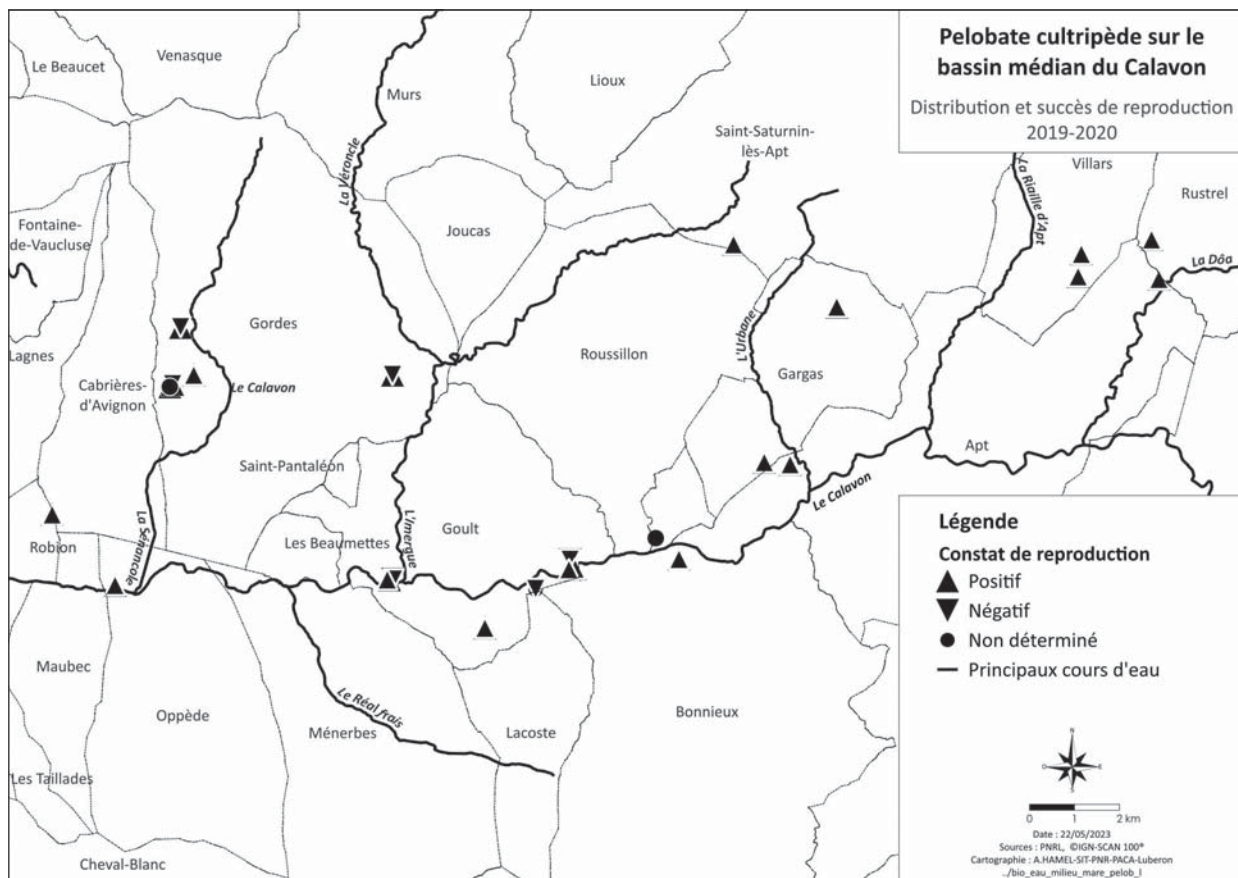 Pelobate cultripède sur le
bassin médian du Calavon
Distribution et succès de reproduction
2019-2020
Le Beaucet
Venasque
Murs
Lioux
Saint-Saturnin-
lès-Apt
La Riaille d'Apt
Villars
Rustrel
La Véroncle
Fontaine-
de-Vaucluse
Joucas
La Dôa
Gordes
Roussillon
L'Urbane
Lagnes
Cabrières-
d'Avignon
Le Calavon
Gargas
Saint-Pantaléon
Apt
Le Calavon
La Sénancole
L'Imergue
Goult
Robion
Les Beaumettes
Maubec
Oppède
Le Réal frais
Ménerbes
Lacoste
Bonnieux
Les Taillades
Cheval-Blanc
Légende
Constat de reproduction
Positif
Négatif
Non déterminé
Principaux cours d'eau
N
O
E
S
0 1 2 km
Date : 22/05/2023
Sources : PNRL, ©IGN-SCAN 100®
Cartographie : A.HAMEL-SIT-PNR-PACA-Luberon
../bio_eau_milieu_mare_pelob_l